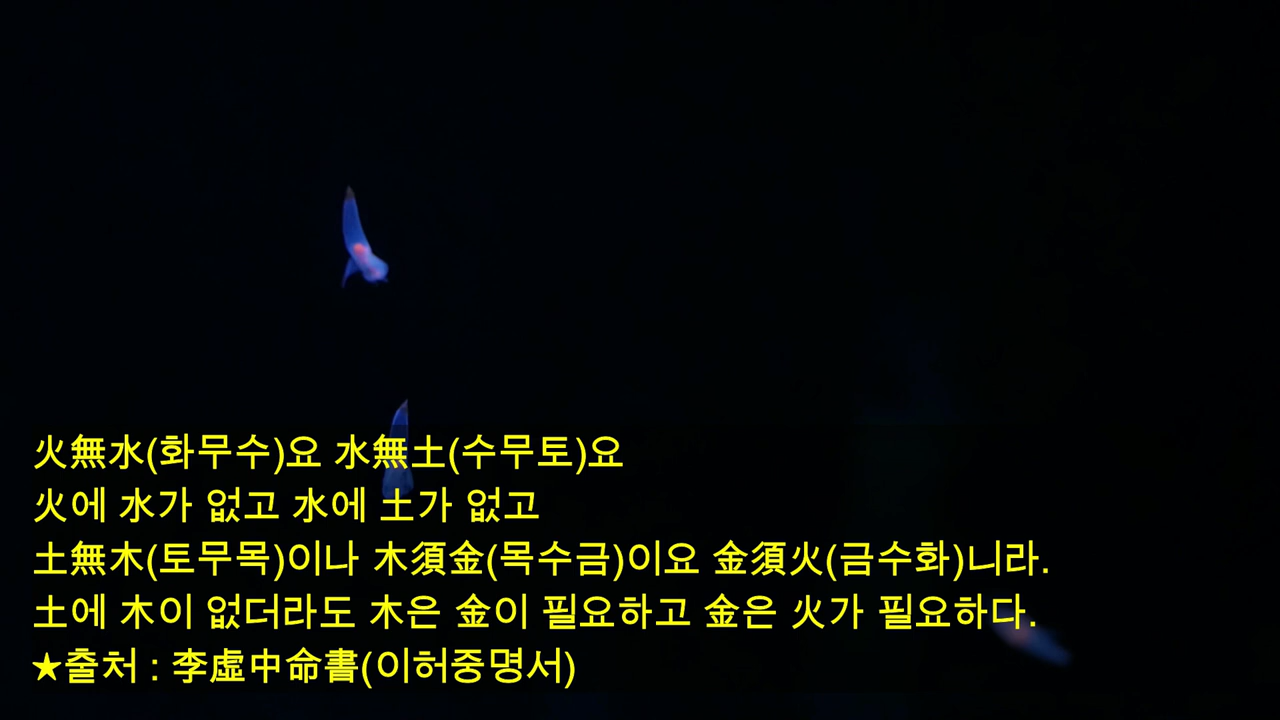 火無水(화무수)요 水無土(수무토)요
火에 水가 없고 水에 土가 없고
土無木(토무목)이나 木須金(목수금)이요 金須火(금수화)니라.
土에 木이 없더라도 木은 金이 필요하고 金은 火가 필요하다.
★출처 : 李虛中命書(이허중명서)